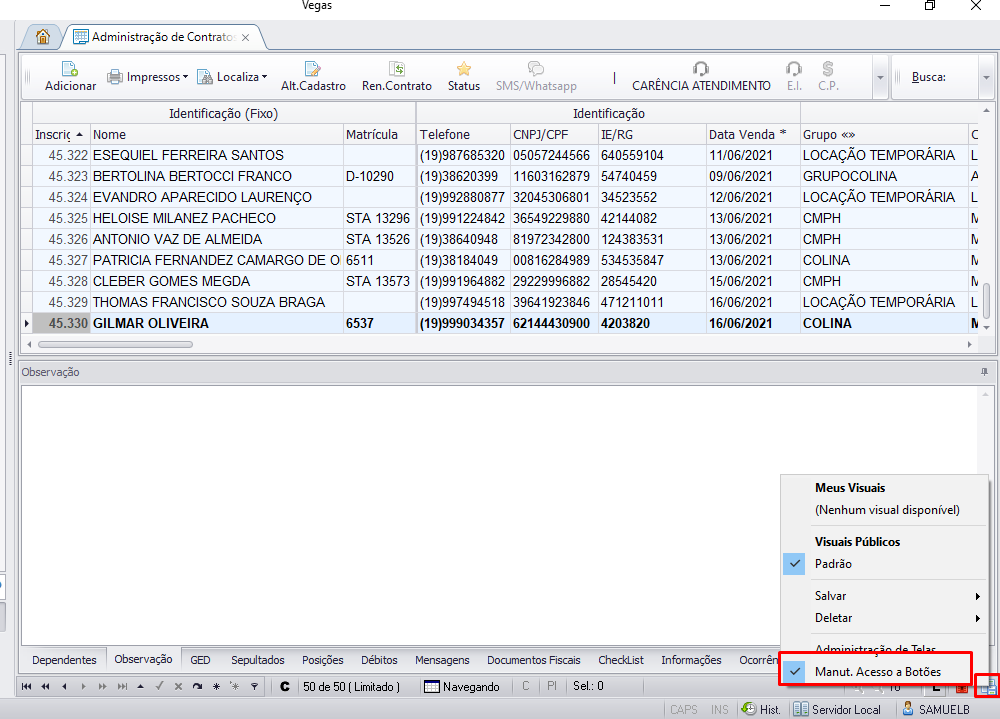 Vegas
Administração de Contrato
Adicionar
Impressos
Localiza
Alt.Cadastro
Ren.Contrato
Status
SMS/Whatsapp
CARÊNCIA ATENDIMENTO
E.I.
C.P.
Busca:
Identificação (Fixo) Identificação
Inscriç Nome Matrícula Telefone CNPJ/CPF IE/RG Data Venda * Grupo «» C
45.322 ESEQUIEL FERREIRA SANTOS (19)987685320 05057244566 640559104 11/06/2021 LOCAÇÃO TEMPORÁRIA L
45.323 BERTOLINA BERTOCCI FRANCO D-10290 (19)38620399 11603162879 54740459 09/06/2021 GRUPOCOLINA A
45.324 EVANDRO APARECIDO LAURENÇO (19)992880877 32045306801 34523552 12/06/2021 LOCAÇÃO TEMPORÁRIA L
45.325 HELOISE MILANEZ PACHECO STA 13296 (19)991224842 36549229880 42144082 13/06/2021 CMPH M
45.326 ANTONIO VAZ DE ALMEIDA STA 13526 (19)38640948 81972342800 124383531 13/06/2021 CMPH M
45.327 PATRICIA FERNANDEZ CAMARGO DE O 6511 (19)38184049 00816284989 534535847 13/06/2021 COLINA M
45.328 CLEBER GOMES MEGDA STA 13573 (19)991964882 29229996882 28545420 15/06/2021 CMPH M
45.329 THOMAS FRANCISCO SOUZA BRAGA (19)997494518 39641923846 471211011 16/06/2021 LOCAÇÃO TEMPORÁRIA L
45.330 GILMAR OLIVEIRA 6537 (19)999034357 62144430900 4203820 16/06/2021 COLINA M
Observação
Meus Visuais
(Nenhum visual disponível)
Visuais Públicos
Padrão
Salvar
Deletar
Administração de Telas
Manut. Acesso a Botões
Dependentes Observação GED Sepultados Posições Débitos Mensagens Documentos Fiscais CheckList Informações Ocorrên
C 50 de 50 ( Limitado ) Navegando C PI Sel.: 0 10 L
CAPS INS Hist. Servidor Local SAMUELB